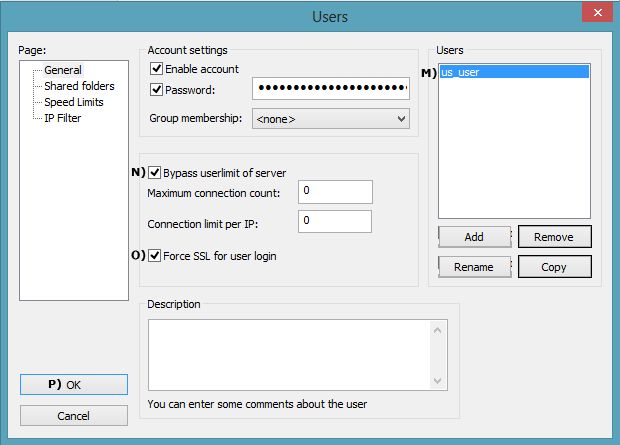 Users
Page:
General
Shared folders
Speed Limits
IP Filter
Account settings
Enable account
Password:
Group membership: <none>
N) Bypass userlimit of server
Maximum connection count: 0
Connection limit per IP: 0
O) Force SSL for user login
Users
M) us_user
Add Remove
Rename Copy
Description
You can enter some comments about the user
P) OK
Cancel